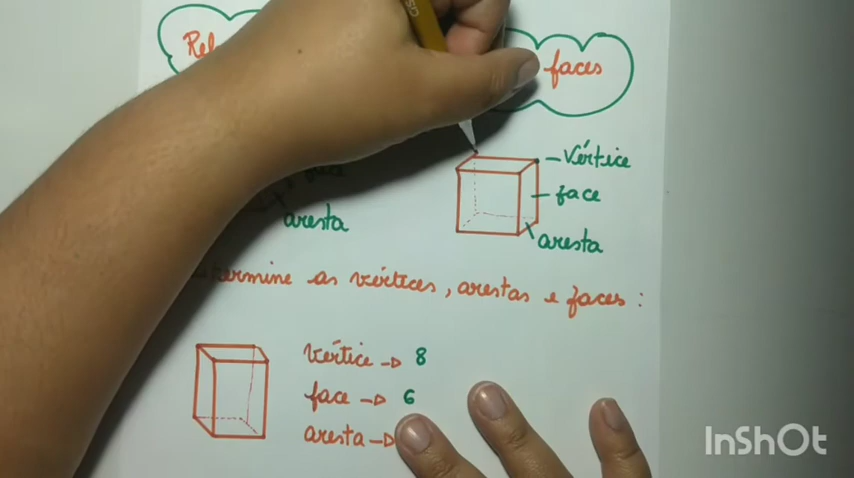 faces
vértice
face
aresta
aresta
as vértices, arestas e faces:
vértice → 8
face → 6
aresta →
InShOt